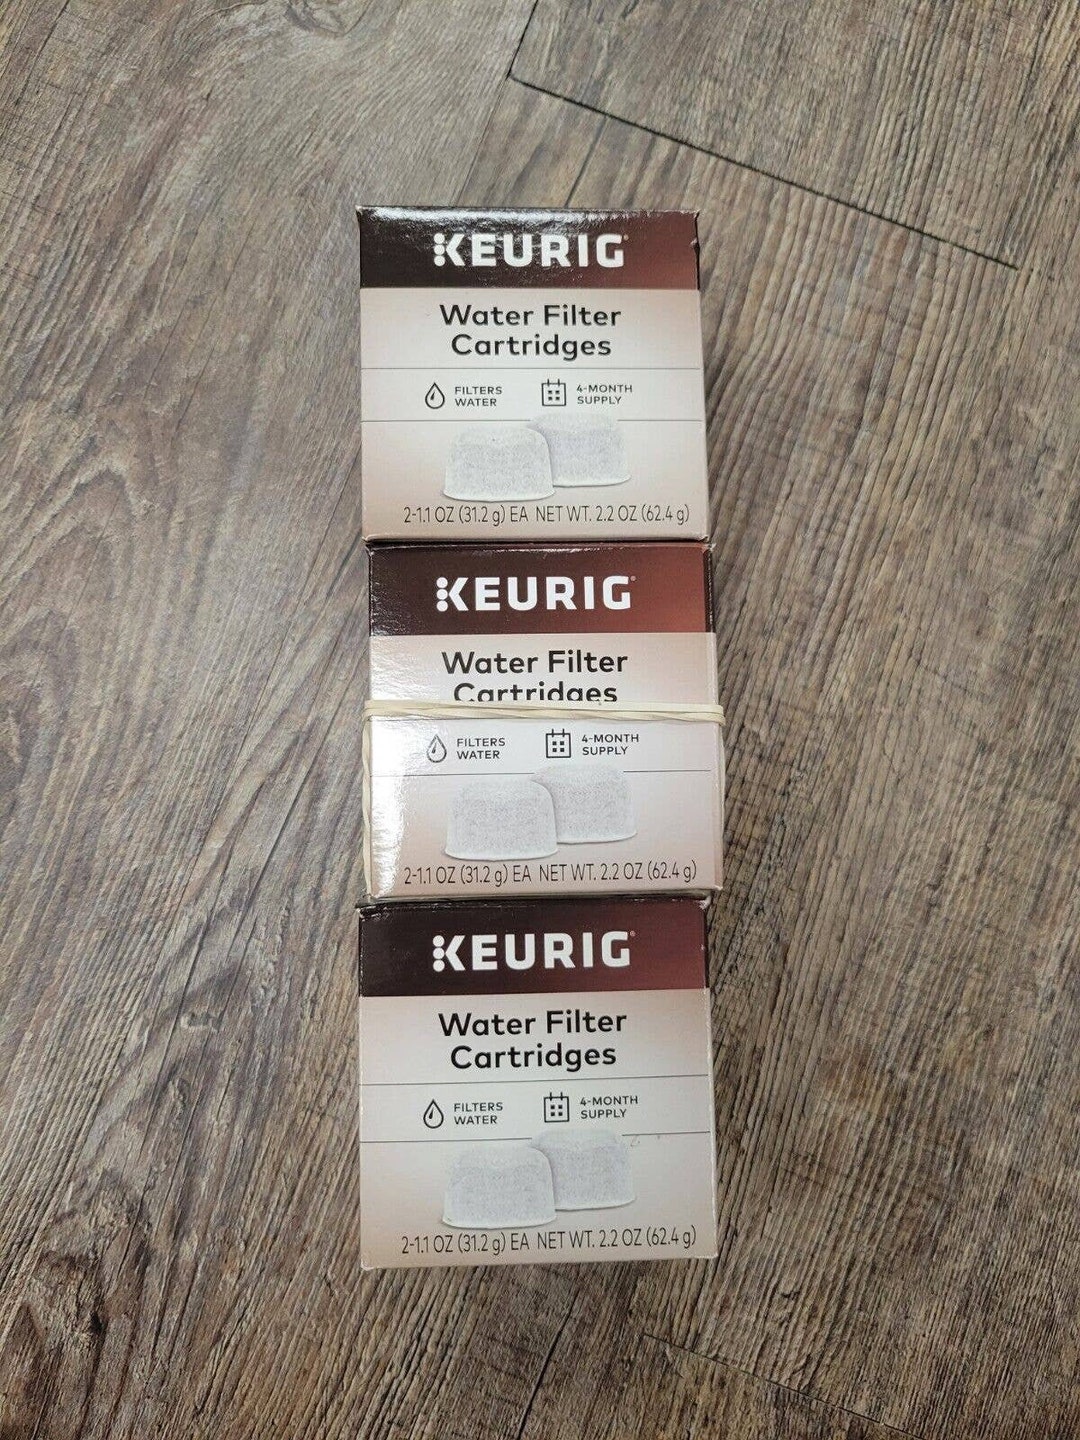 KEURIG
Water Filter
Cartridges
FILTERS
WATER
4-MONTH
SUPPLY
2-1.1 OZ (31.2 g) EA NET WT. 2.2 OZ (62.4 g)
KEURIG
Water Filter
Cartridges
FILTERS
WATER
4-MONTH
SUPPLY
2-1.1 OZ (31.2 g) EA NET WT. 2.2 OZ (62.4 g)
KEURIG
Water Filter
Cartridges
FILTERS
WATER
4-MONTH
SUPPLY
2-1.1 OZ (31.2 g) EA NET WT. 2.2 OZ (62.4 g)